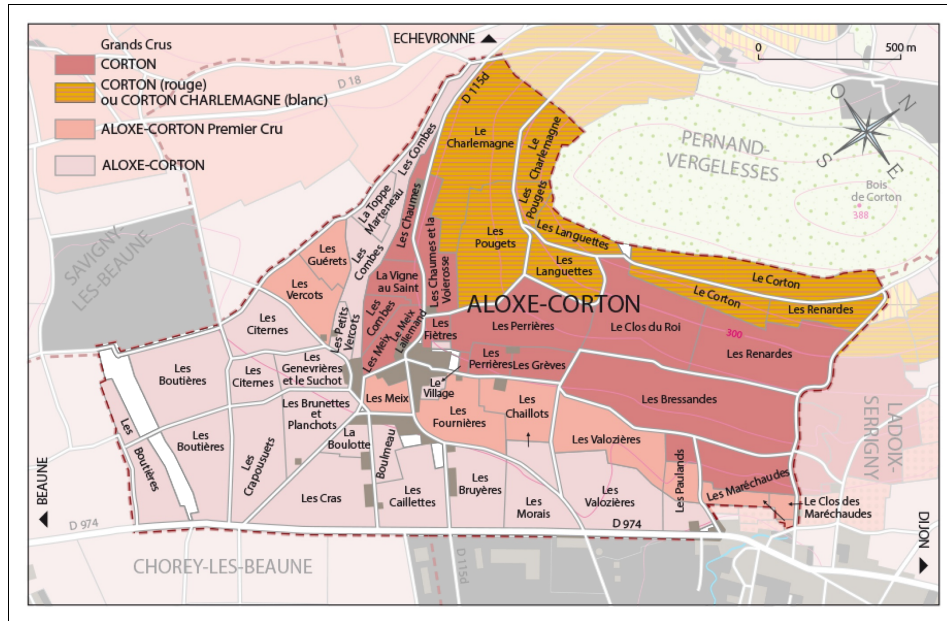 Grands Crus
CORTON
CORTON (rouge)
ou CORTON CHARLEMAGNE (blanc)
ALOXE-CORTON Premier Cru
ALOXE-CORTON
ECHEVRONNE
0 500 m
D 18
D 115d
O
N
S
E
PERNAND-
VERGELESSES
Bois
de Corton
388
SAVIGNY-
LES-BEAUNE
Les Combes
La Toppe
Marteneau
Les
Combes
Les Chaumes
Les Chaumes et la
Volerosse
Le
Charlemagne
Le
Charlemagne
Les
Pougets
Les
Pougets
Les Languettes
Les
Languettes
Le Corton
Le Corton
Les Renardes
Les
Guérets
Les
Vercots
Les Petits
Vercots
La Vigne
au Saint
Les
Combes
Les Meix
Le Meix
Lallemand
Les
Fiètres
ALOXE-CORTON
Les Perrières
Le Clos du Roi
300
Les Renardes
Les
Perrières
Les Grèves
Les Bressandes
Les
Citernes
Les
Citernes
Les
Genevrières
et le Suchot
Les
Boutières
Les
Boutières
Les
Boutières
Les
Crapousuets
Les Brunettes
et
Planchots
La
Boulotte
Boulmeau
Les Meix
Le
Village
Les
Fournières
Les
Chaillots
Les Valozières
Les Paulands
Les Maréchaudes
Le Clos des
Maréchaudes
Les Cras
Les
Caillettes
Les
Bruyères
Les
Morais
Les
Valozières
D 974
D 974
D 115d
CHOREY-LES-BEAUNE
LADOIX-
SERRIGNY
BEAUNE
DIJON